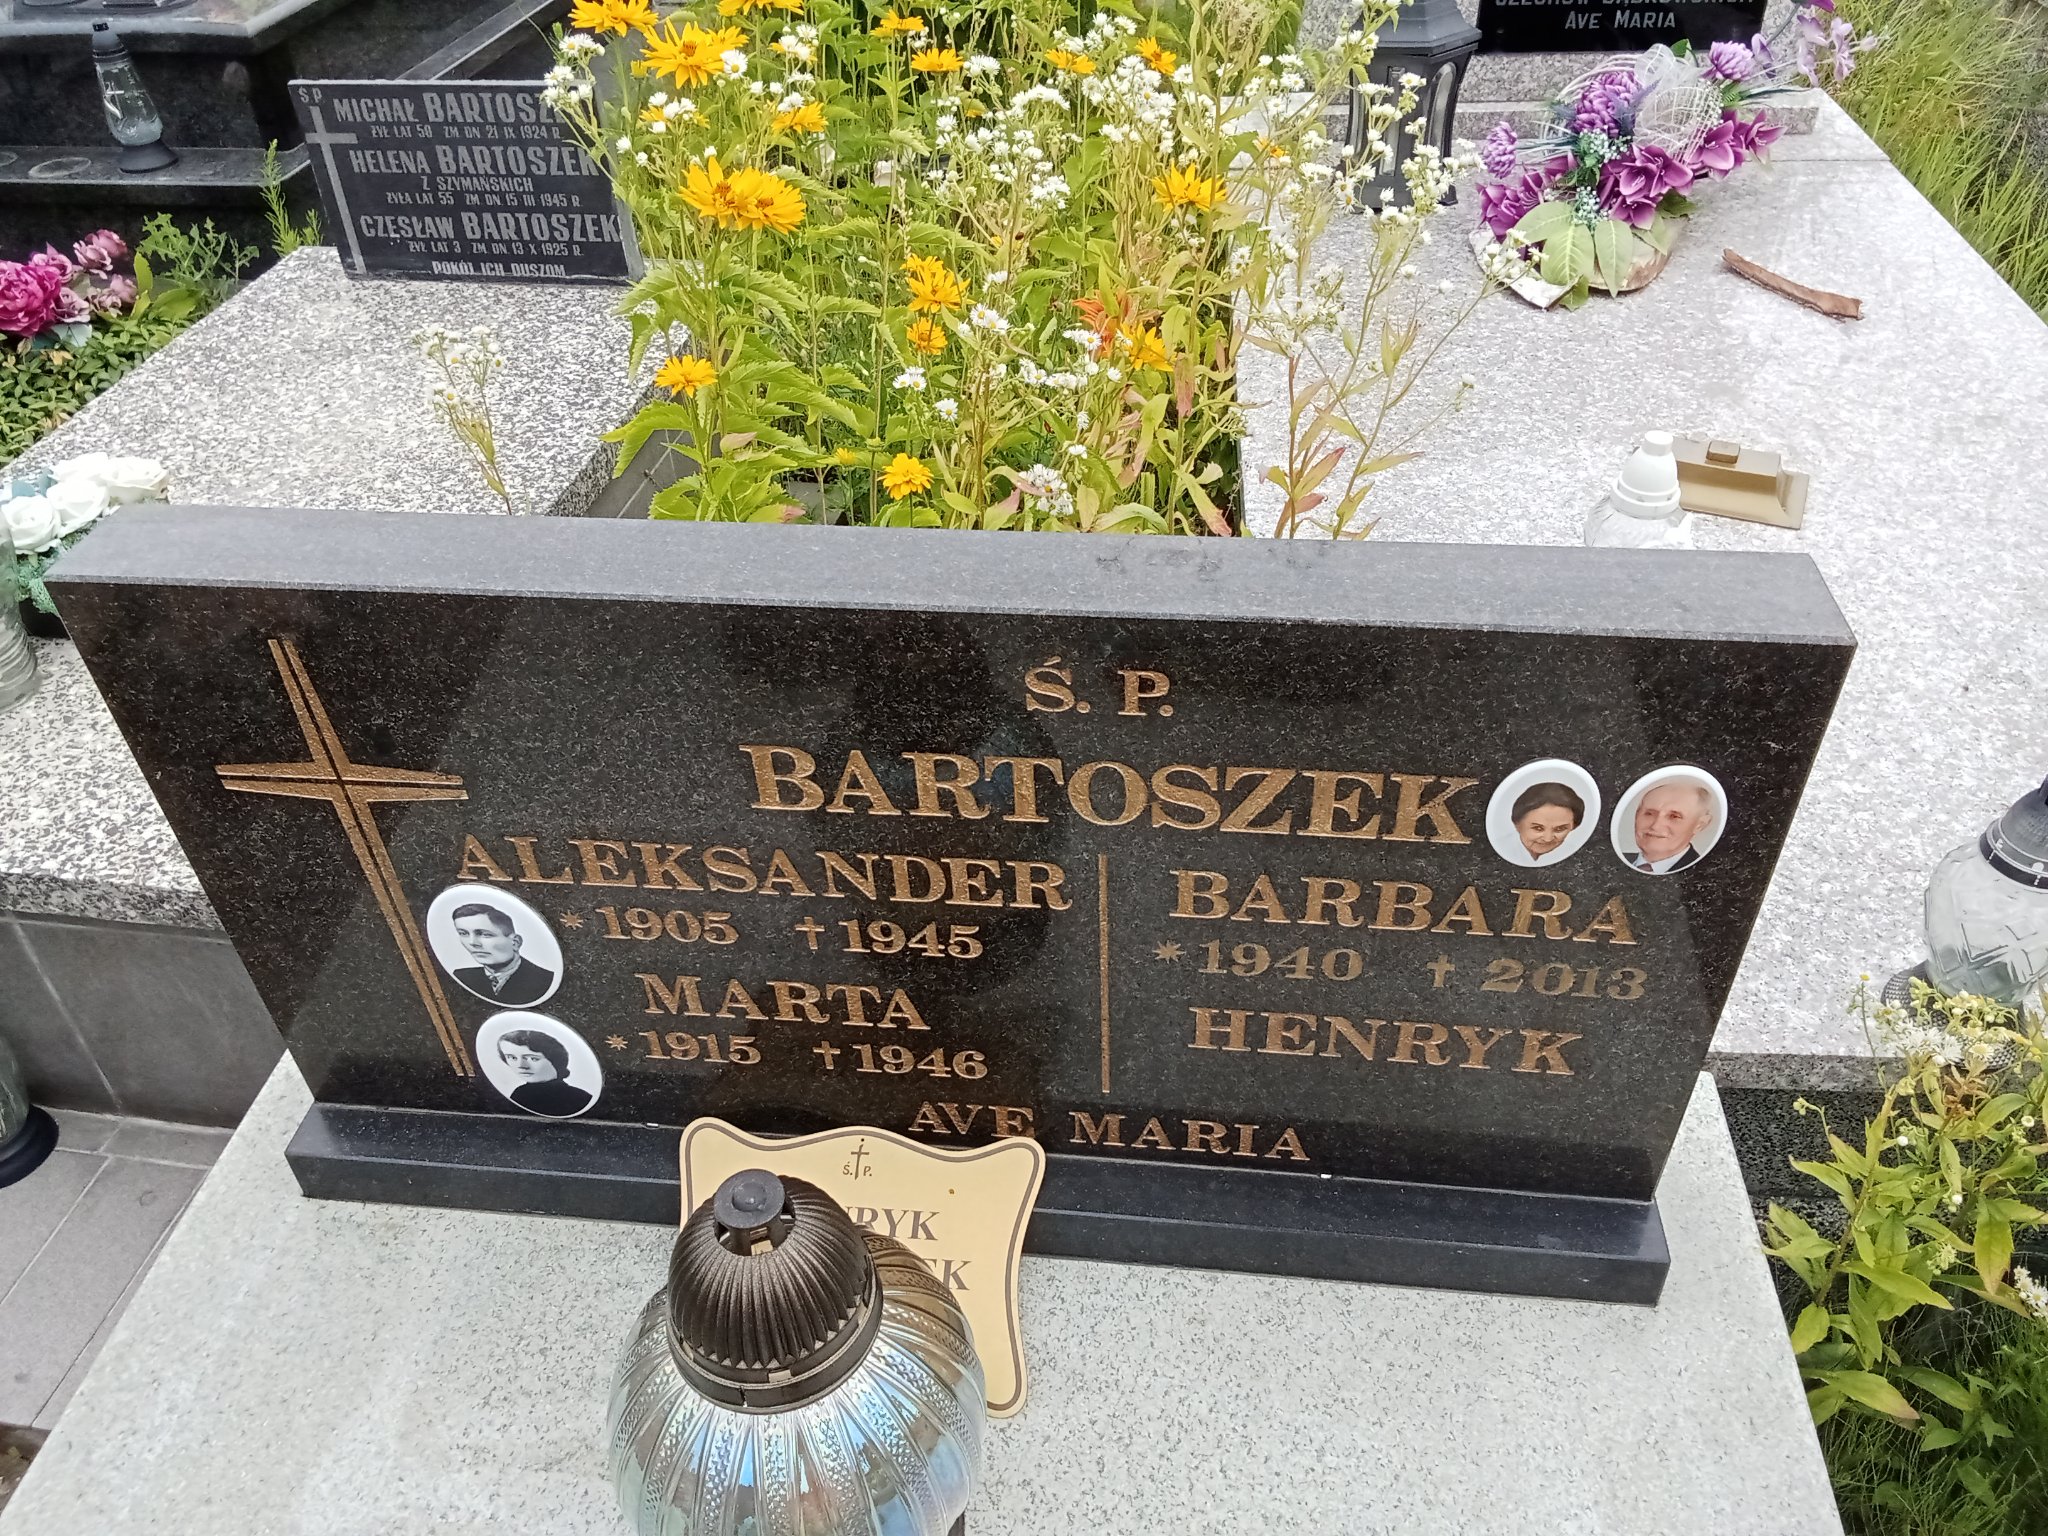 Ś P
MICHAŁ BARTOSZEK
ŻYŁ LAT 50 ZM DN 21 IX 1924 R.
HELENA BARTOSZEK
Z SZYMAŃSKICH
ŻYŁA LAT 55 ZM DN 15 III 1945 R.
CZESŁAW BARTOSZEK
ŻYŁ LAT 3 ZM DN 13 X 1925 R.
POKÓJ ICH DUSZOM
AVE MARIA
Ś. P.
BARTOSZEK
ALEKSANDER
* 1905 † 1945
MARTA
* 1915 † 1946
BARBARA
* 1940 † 2013
HENRYK
AVE MARIA
Ś. P.